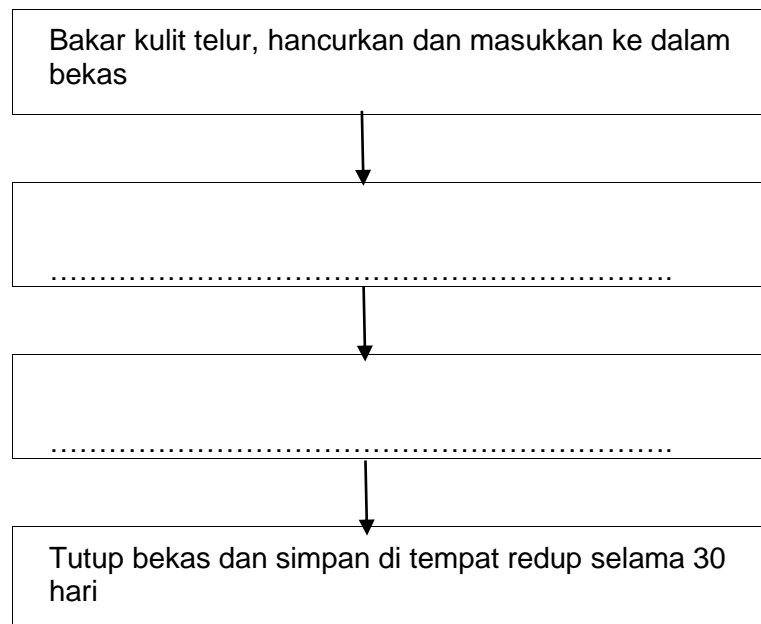 Bakar kulit telur, hancurkan dan masukkan ke dalam
bekas
……………………………………………………….
……………………………………………………….
Tutup bekas dan simpan di tempat redup selama 30
hari